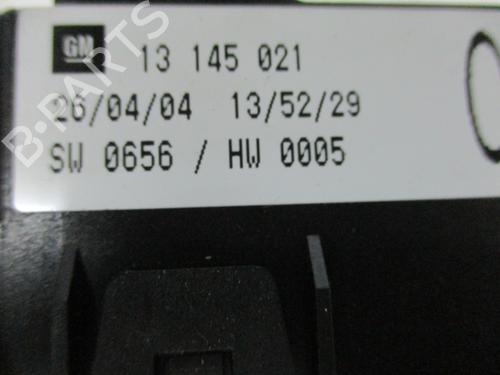 GM 13 145 021
26/04/04 13/52/29
SW 0656 / HW 0005
B-PARTS